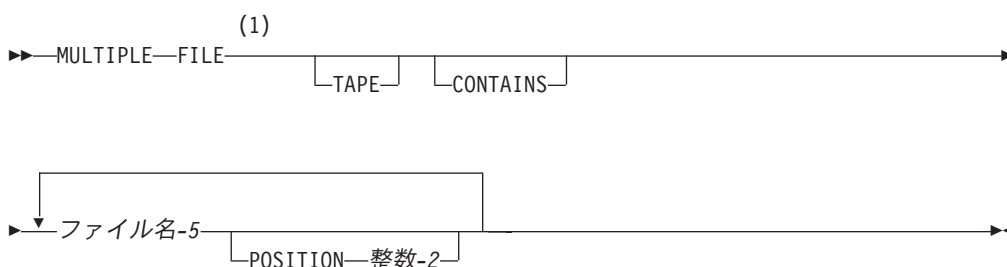 (1)
MULTIPLE FILE
TAPE CONTAINS
ファイル名-5
POSITION 整数-2